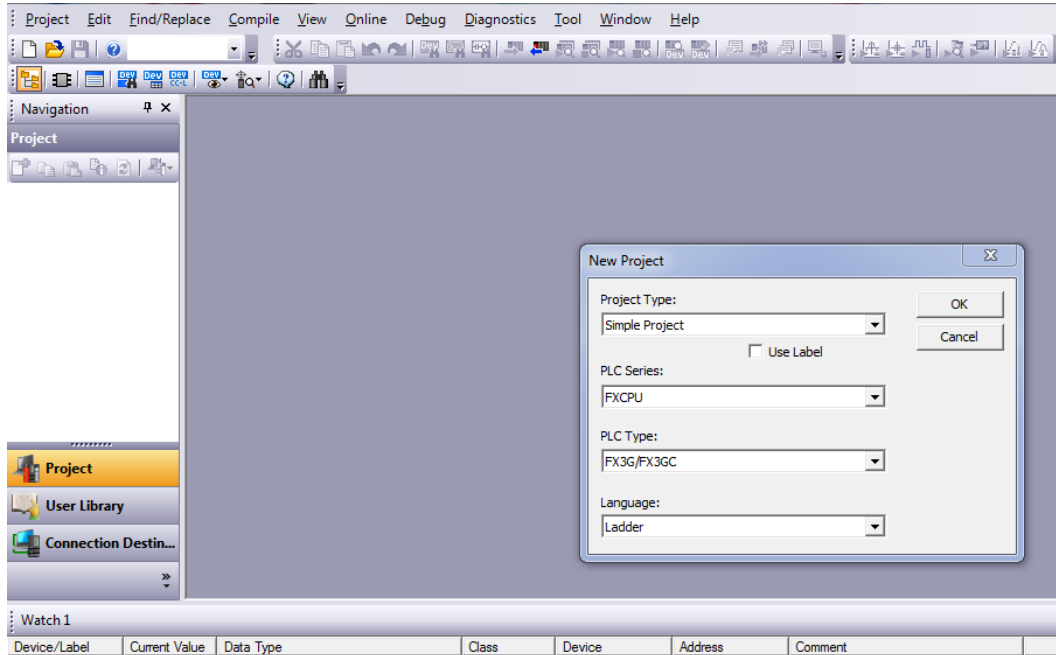 Project Edit Find/Replace Compile View Online Debug Diagnostics Tool Window Help
Navigation
Project
New Project
Project Type:
Simple Project
Use Label
PLC Series:
FXCPU
PLC Type:
FX3G/FX3GC
Language:
Ladder
OK
Cancel
Project
User Library
Connection Destin...
Watch 1
Device/Label Current Value Data Type Class Device Address Comment